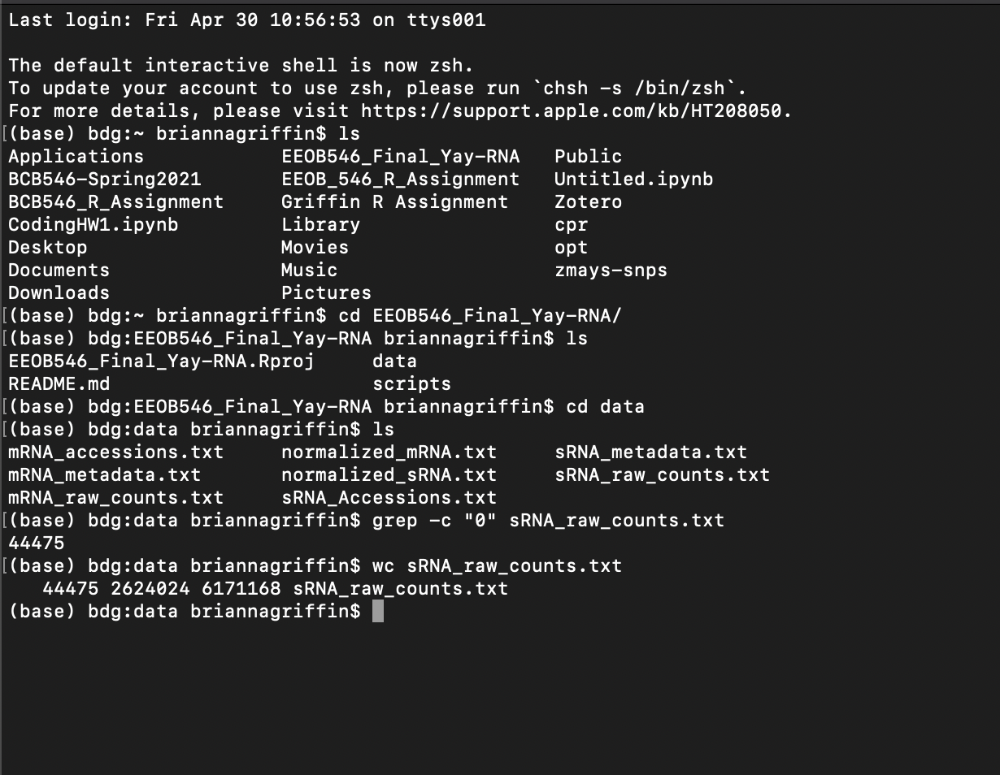 Last login: Fri Apr 30 10:56:53 on ttys001
The default interactive shell is now zsh.
To update your account to use zsh, please run `chsh -s /bin/zsh`.
For more details, please visit https://support.apple.com/kb/HT208050.
[(base) bdg:~ briannagriffin$ ls
Applications EEOB546_Final_Yay-RNA Public
BCB546-Spring2021 EEOB_546_R_Assignment Untitled.ipynb
BCB546_R_Assignment Griffin R Assignment Zotero
CodingHW1.ipynb Library cpr
Desktop Movies opt
Documents Music zmays-snps
Downloads Pictures
[(base) bdg:~ briannagriffin$ cd EEOB546_Final_Yay-RNA/
[(base) bdg:EEOB546_Final_Yay-RNA briannagriffin$ ls
EEOB546_Final_Yay-RNA.Rproj data
README.md scripts
[(base) bdg:EEOB546_Final_Yay-RNA briannagriffin$ cd data
[(base) bdg:data briannagriffin$ ls
mRNA_accessions.txt normalized_mRNA.txt sRNA_metadata.txt
mRNA_metadata.txt normalized_sRNA.txt sRNA_raw_counts.txt
mRNA_raw_counts.txt sRNA_Accessions.txt
[(base) bdg:data briannagriffin$ grep -c "0" sRNA_raw_counts.txt
44475
[(base) bdg:data briannagriffin$ wc sRNA_raw_counts.txt
44475 2624024 6171168 sRNA_raw_counts.txt
(base) bdg:data briannagriffin$